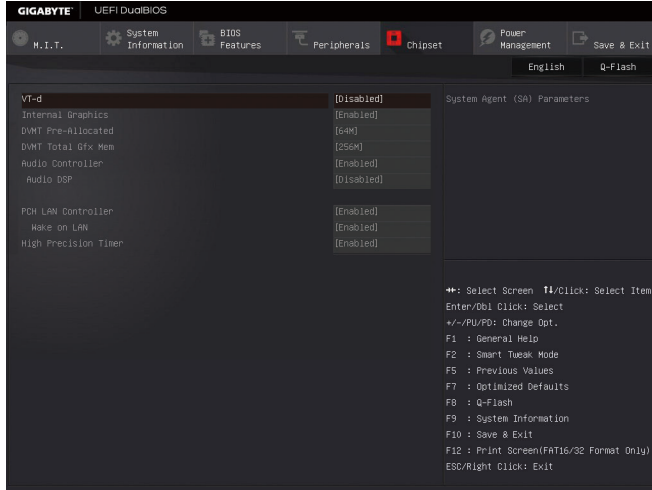 GIGABYTE™ UEFI DualBIOS
M.I.T.
System Information
BIOS Features
Peripherals
Chipset
Power Management
Save & Exit
English Q-Flash
VT-d [Disabled]
Internal Graphics [Enabled]
DVMT Pre-Allocated [64M]
DVMT Total Gfx Mem [256M]
Audio Controller [Enabled]
Audio DSP [Disabled]
PCH LAN Controller [Enabled]
Wake on LAN [Enabled]
High Precision Timer [Enabled]
System Agent (SA) Parameters
→←: Select Screen ↑↓/Click: Select Item
Enter/Dbl Click: Select
+/-/PU/PD: Change Opt.
F1 : General Help
F2 : Smart Tweak Mode
F5 : Previous Values
F7 : Optimized Defaults
F8 : Q-Flash
F9 : System Information
F10 : Save & Exit
F12 : Print Screen(FAT16/32 Format Only)
ESC/Right Click: Exit